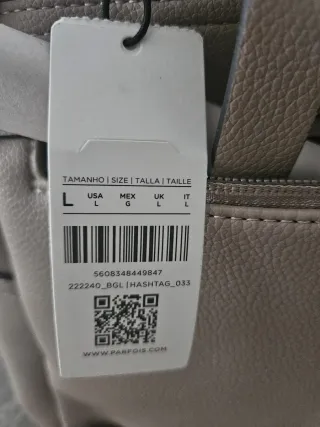 TAMANHO | SIZE | TALLA | TAILLE
L USA L MEX G UK L IT L
5608348449847
222240_BGL | HASHTAG_033
WWW.PARFOIS.COM